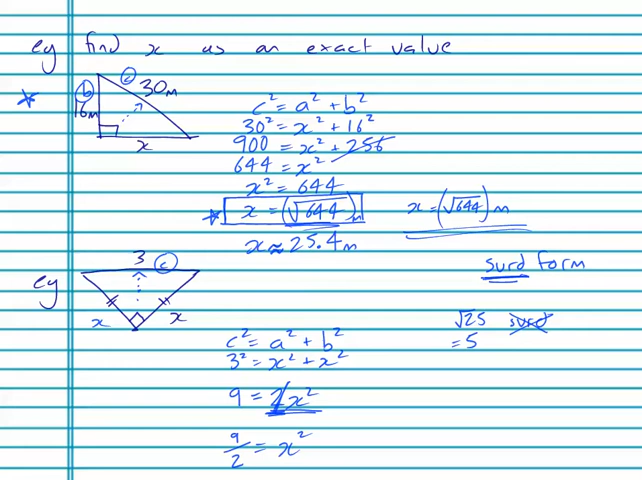 eg find x as an exact value
b
c
30m
16m
x
c² = a² + b²
30² = x² + 16²
900 = x² + 256
644 = x²
x² = 644
x = (√644)m
x = (√644)m
x ≈ 25.4m
surd form
eg
3
c
x
x
√25 surd
= 5
c² = a² + b²
3² = x² + x²
9 = 2x²
9/2 = x²